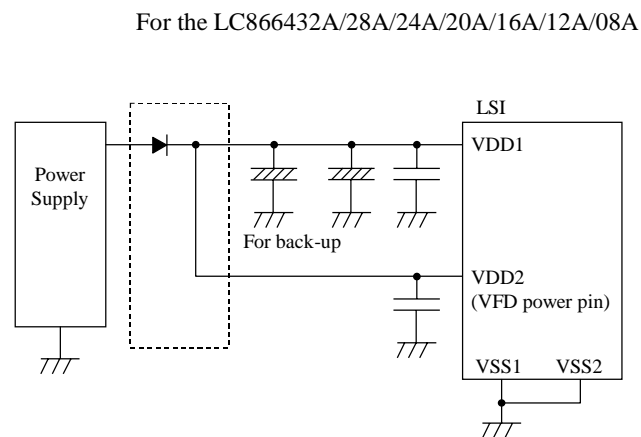 For the LC866432A/28A/24A/20A/16A/12A/08A
LSI
VDD1
Power
Supply
For back-up
VDD2
(VFD power pin)
VSS1 VSS2